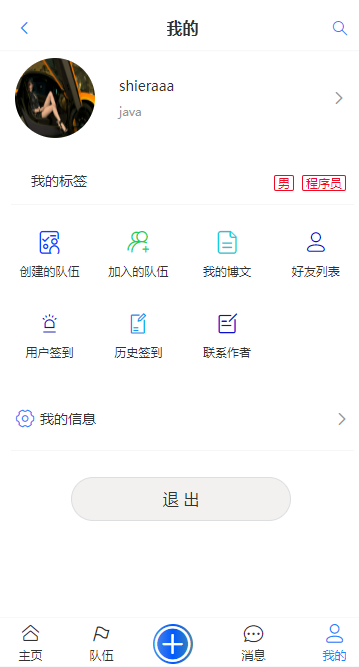 我的
shieraaa
java
我的标签 男 程序员
创建的队伍 加入的队伍 我的博文 好友列表
用户签到 历史签到 联系作者
我的信息
退 出
主页 队伍 消息 我的